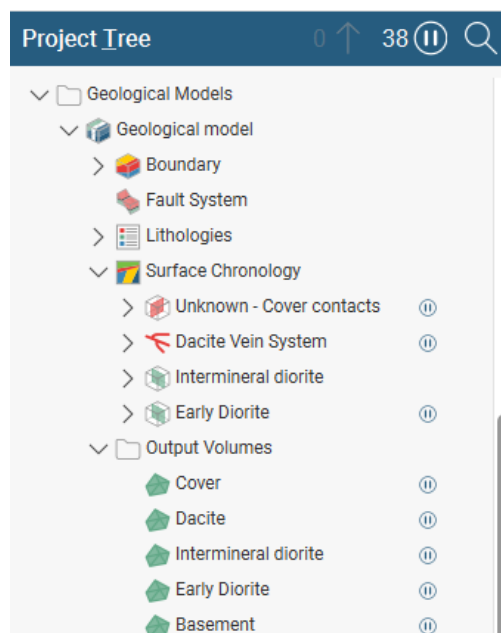 Project Tree 0 38
Geological Models
Geological model
Boundary
Fault System
Lithologies
Surface Chronology
Unknown - Cover contacts
Dacite Vein System
Intermineral diorite
Early Diorite
Output Volumes
Cover
Dacite
Intermineral diorite
Early Diorite
Basement